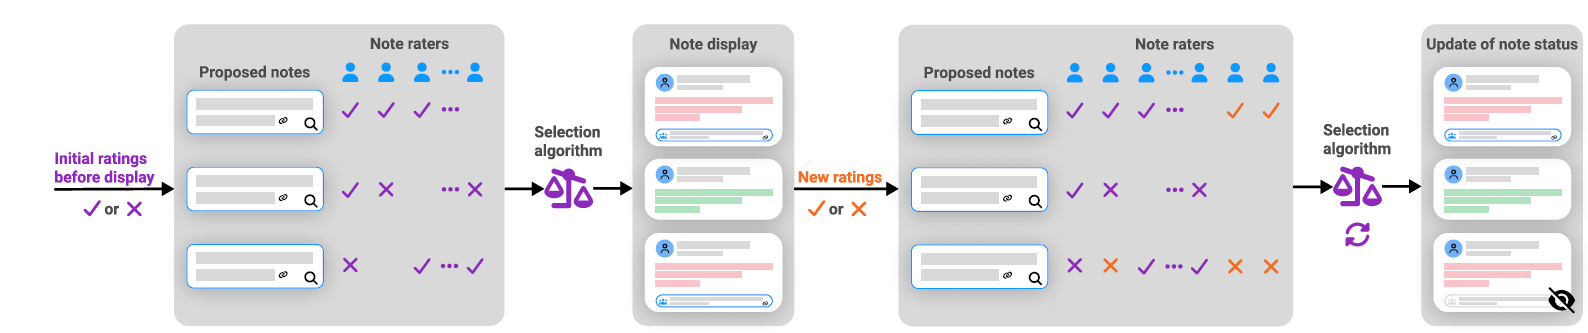 Initial ratings
before display
or
Note raters
Proposed notes
Selection
algorithm
Note display
New ratings
or
Note raters
Proposed notes
Selection
algorithm
Update of note status